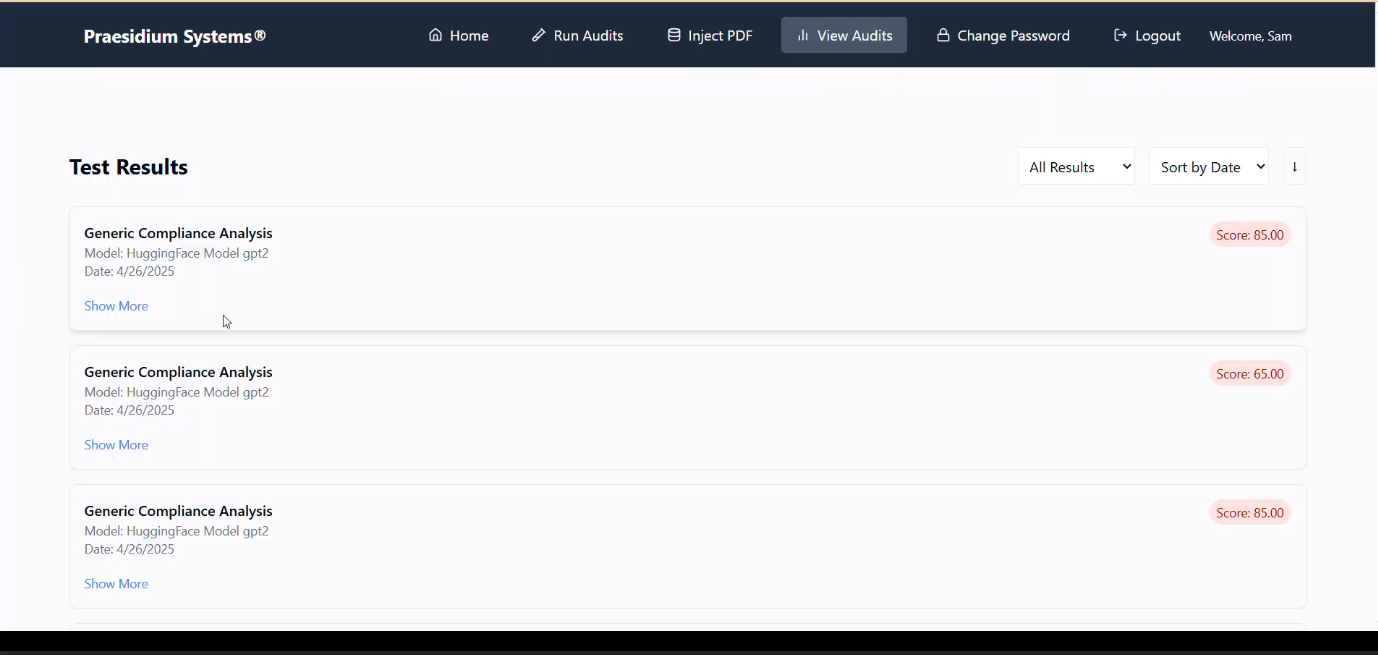 Praesidium Systems® Home Run Audits Inject PDF View Audits Change Password Logout Welcome, Sam
Test Results All Results Sort by Date ↓
Generic Compliance Analysis Score: 85.00
Model: HuggingFace Model gpt2
Date: 4/26/2025
Show More
Generic Compliance Analysis Score: 65.00
Model: HuggingFace Model gpt2
Date: 4/26/2025
Show More
Generic Compliance Analysis Score: 85.00
Model: HuggingFace Model gpt2
Date: 4/26/2025
Show More